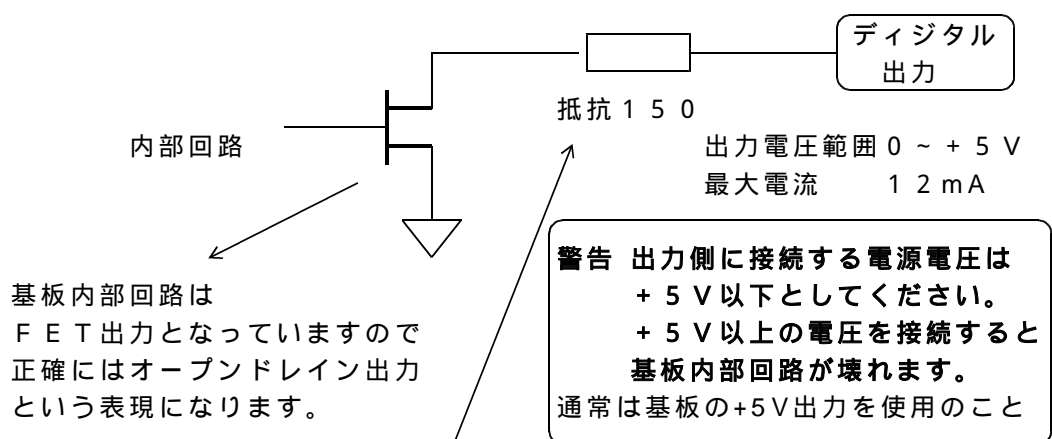 ディジタル
出力
抵抗１５０
内部回路
出力電圧範囲０～＋５Ｖ
最大電流　　１２ｍＡ
警告　出力側に接続する電源電圧は
＋５Ｖ以下としてください。
＋５Ｖ以上の電圧を接続すると
基板内部回路が壊れます。
通常は基板の+5V出力を使用のこと
基板内部回路は
ＦＥＴ出力となっていますので
正確にはオープンドレイン出力
という表現になります。